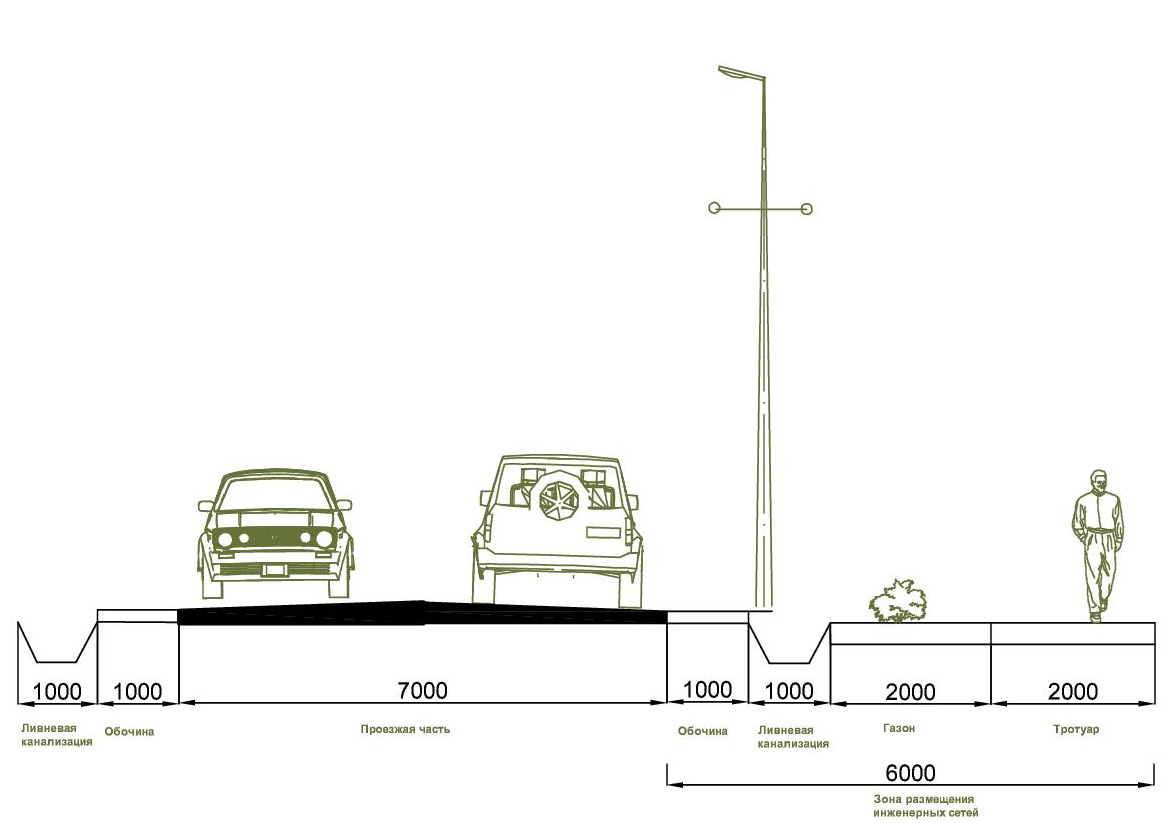 1000
1000
7000
1000
1000
2000
2000
Ливневая
канализация
Обочина
Проезжая часть
Обочина
Ливневая
канализация
Газон
Тротуар
6000
Зона размещения
инженерных сетей